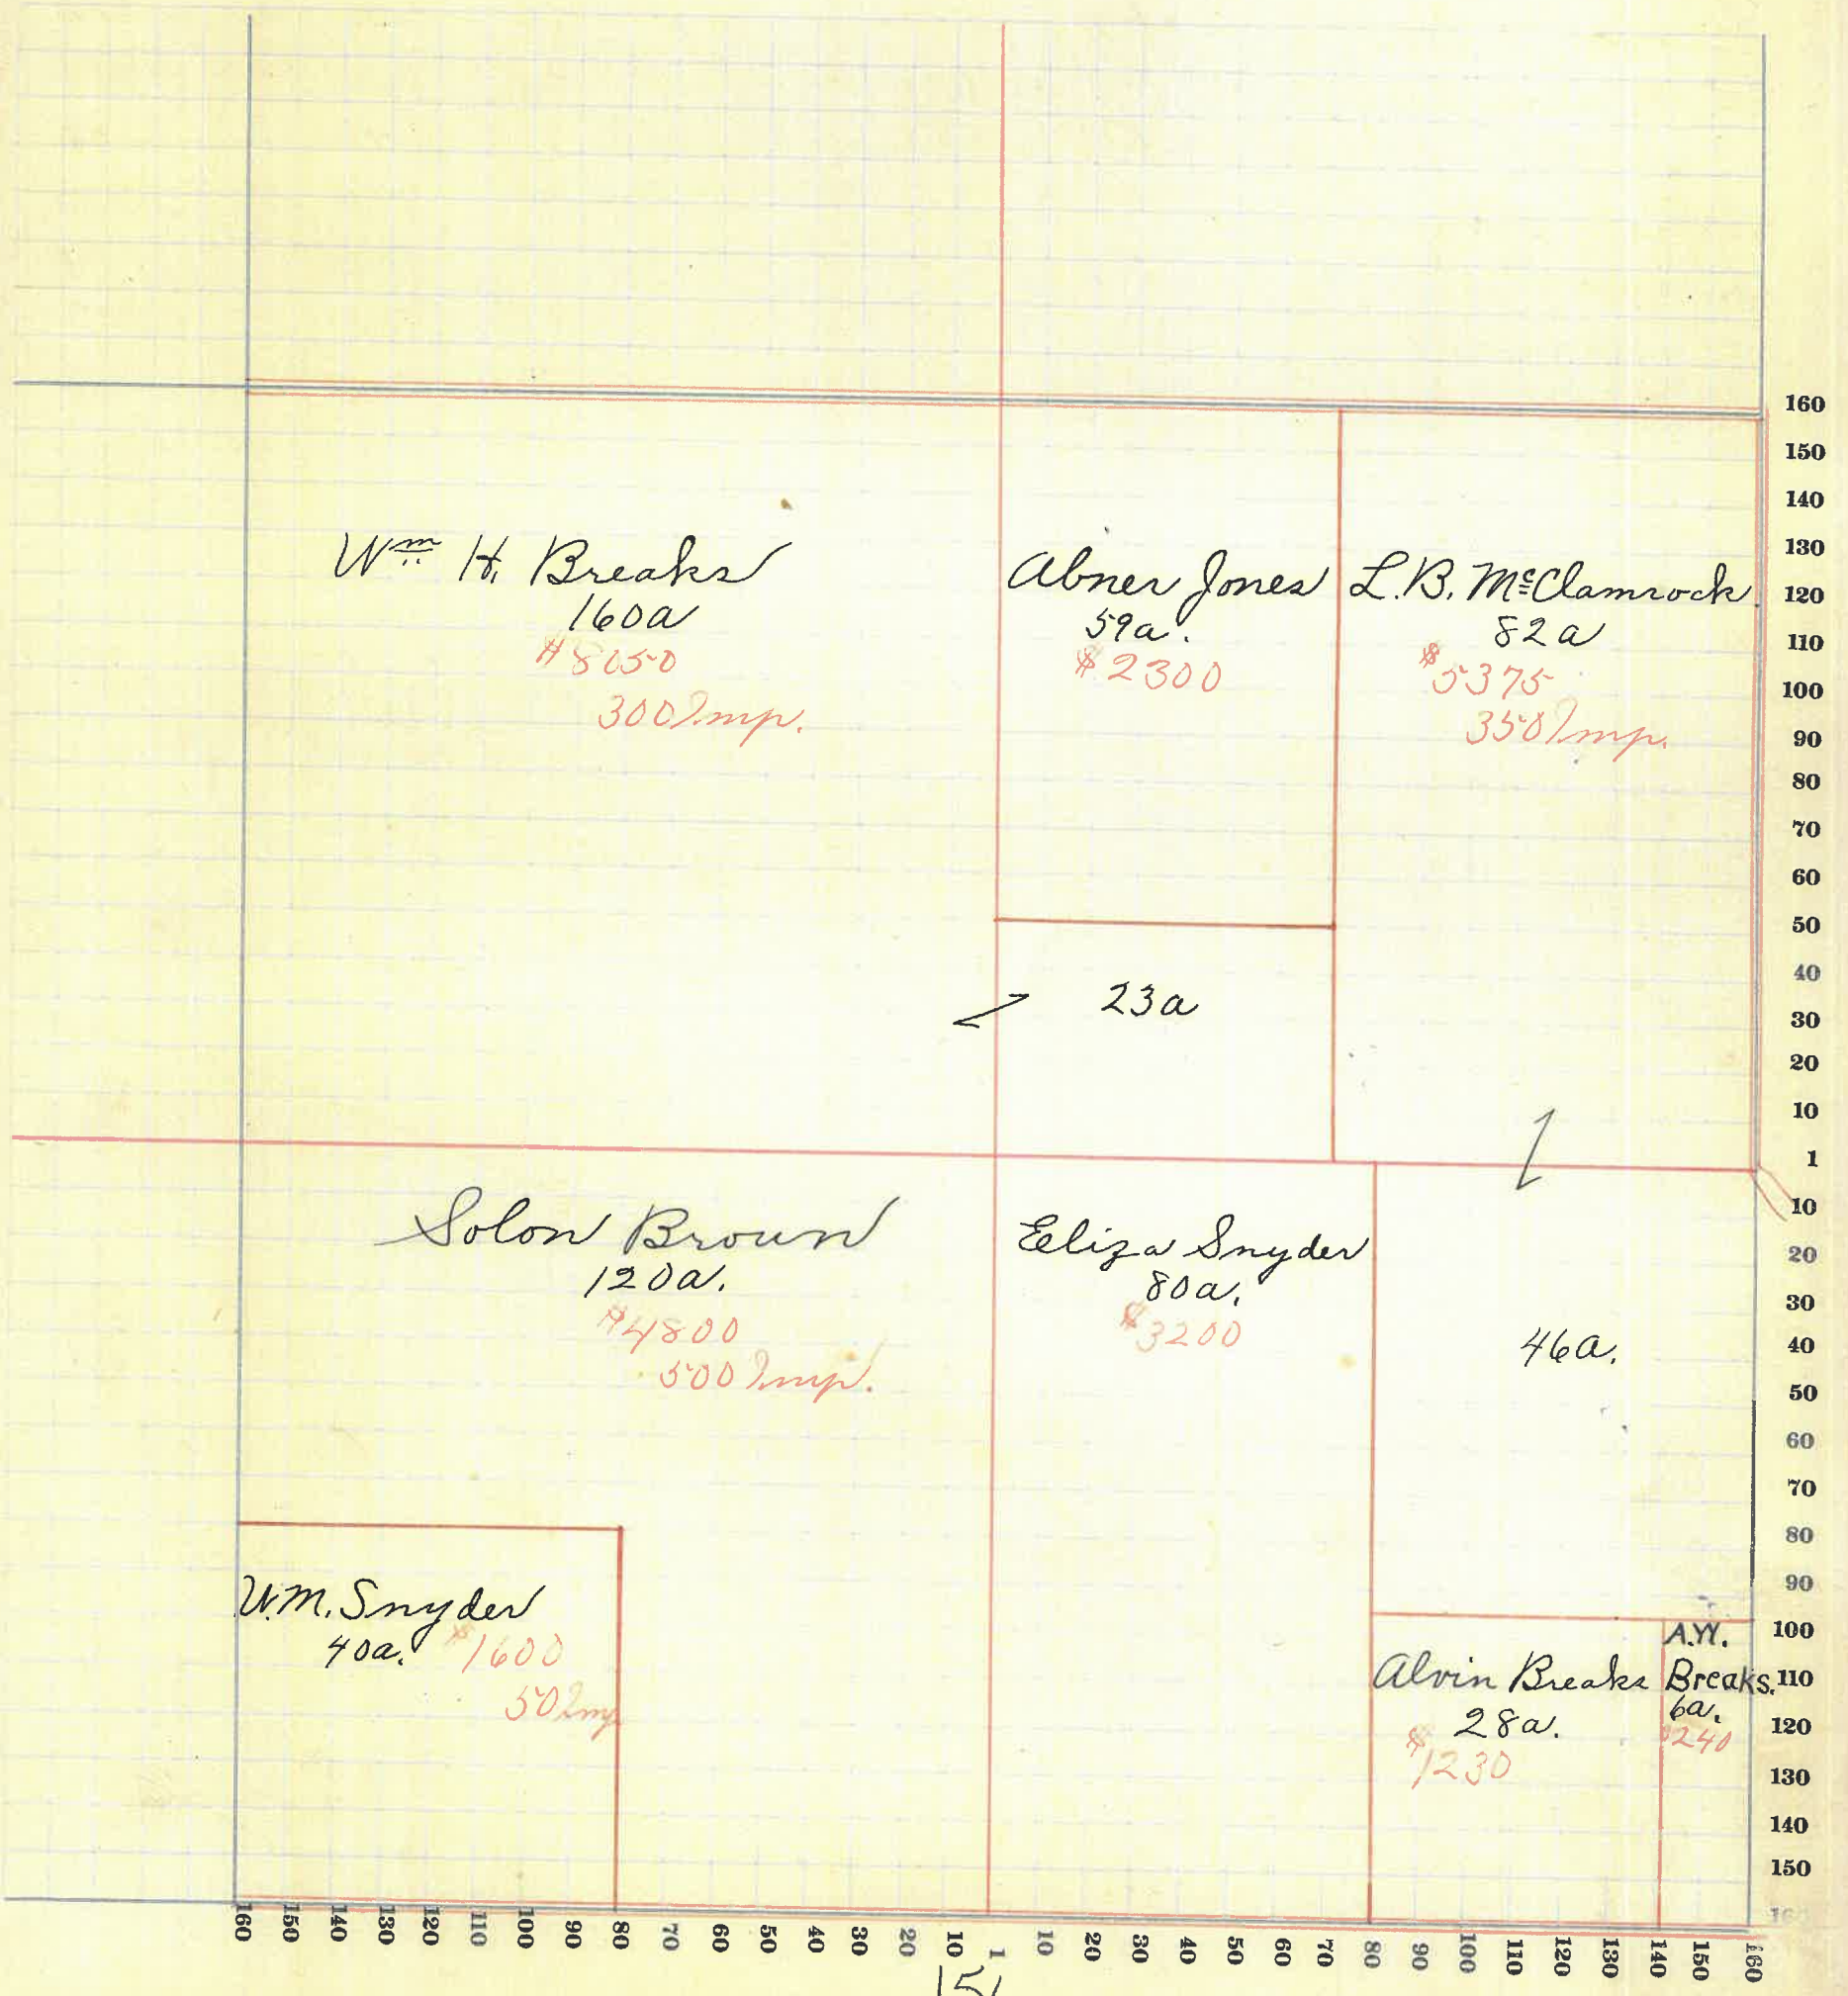 Wm H. Breaks
160a
$8050
300 Imp.
Abner Jones
59a.
$2300
L.B. McClamrock
82a
$5375
350 Imp.
23a
Solon Broun
120a.
$4800
500 Imp.
Eliza Snyder
80a.
$3200
46a.
W.M. Snyder
40a. $1600
50 Imp
Alvin Breaks
28a.
$1230
A.W.
Breaks.
6a.
$240
160
150
140
130
120
110
100
90
80
70
60
50
40
30
20
10
1
10
20
30
40
50
60
70
80
90
100
110
120
130
140
150
160
160 150 140 130 120 110 100 90 80 70 60 50 40 30 20 10 1 10 20 30 40 50 60 70 80 90 100 110 120 130 140 150 160